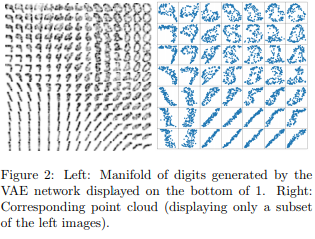 Figure 2: Left: Manifold of digits generated by the
VAE network displayed on the bottom of 1. Right:
Corresponding point cloud (displaying only a subset
of the left images).